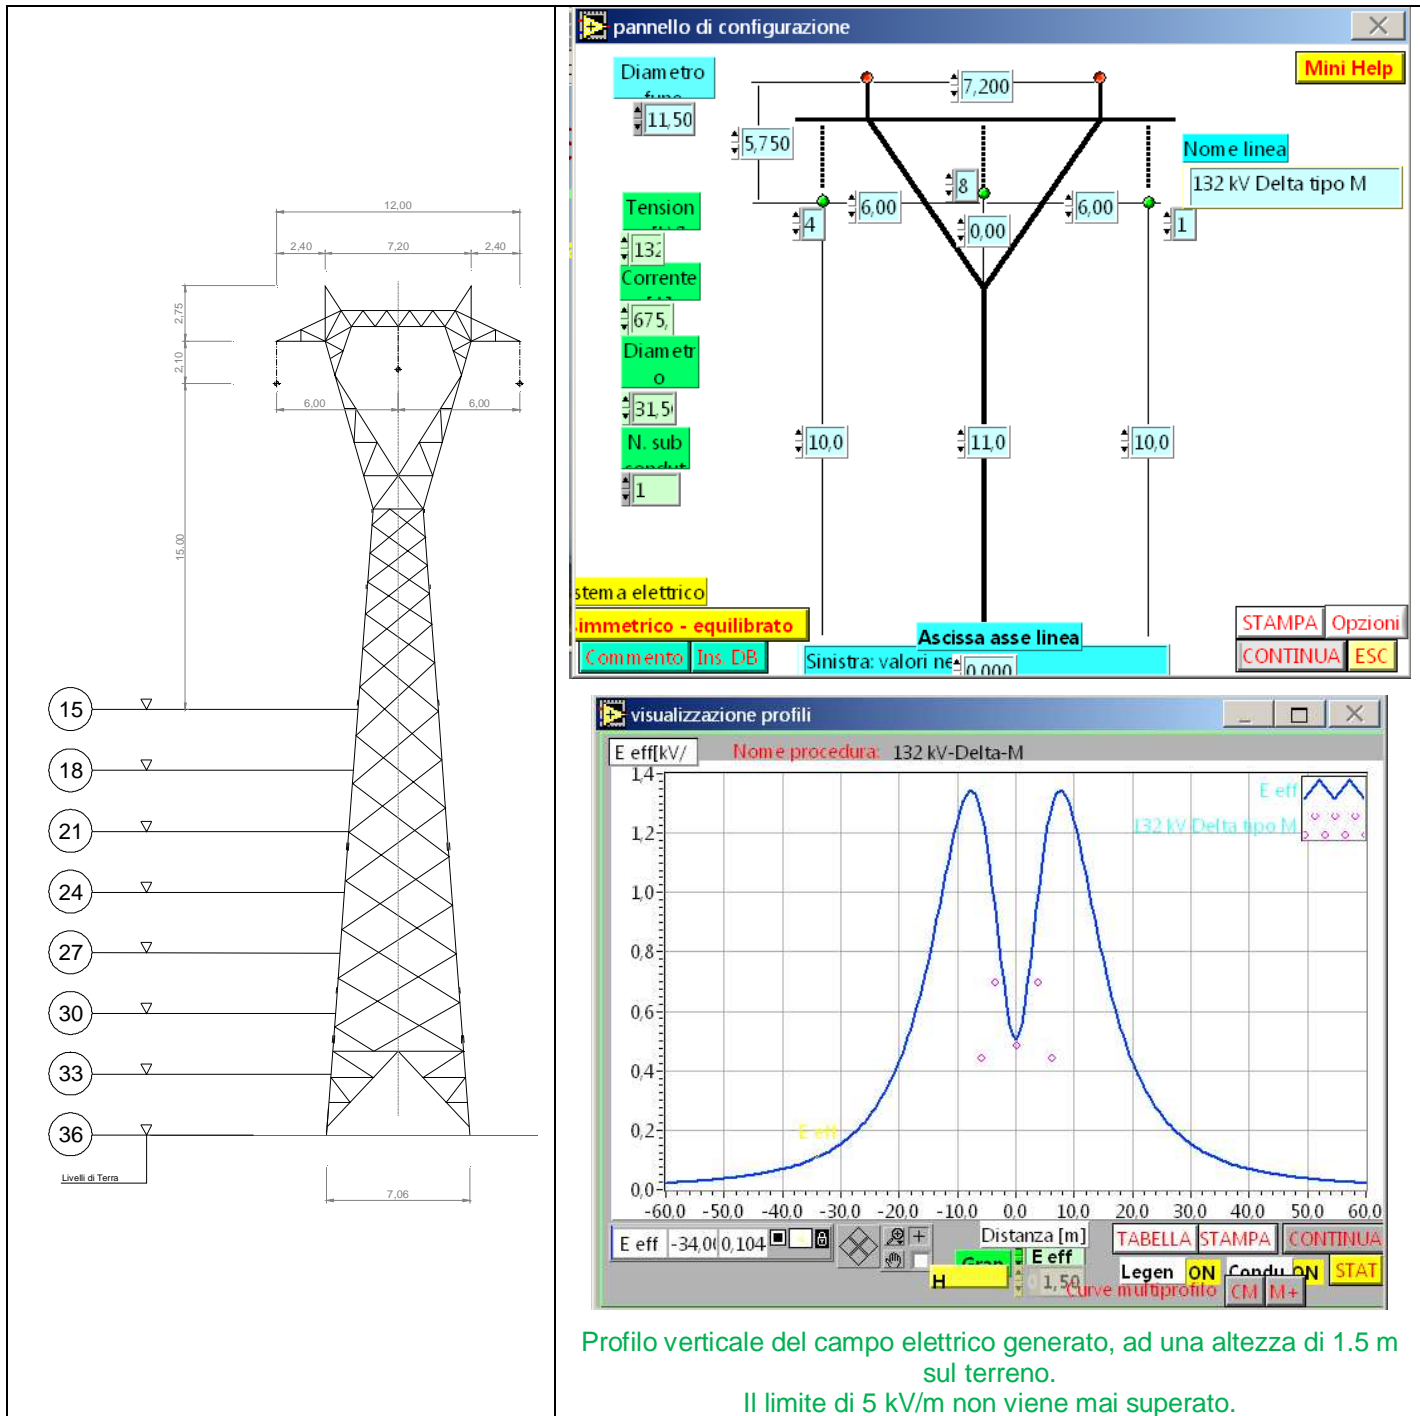 12,00
2,40
7,20
2,40
2,75
2,10
6,00
6,00
15,00
15
18
21
24
27
30
33
36
Livelli di Terra
7,06
pannello di configurazione
Mini Help
Diametro
11,50
7,200
5,750
Nome linea
132 kV Delta tipo M
Tension
132
Corrente
675,
Diametr
o
31,5
N. sub
1
8
4
6,00
0,00
6,00
1
10,0
11,0
10,0
stema elettrico
immetrico - equilibrato
Commento
Ins. DB
Ascissa asse linea
Sinistra: valori ne
0,000
STAMPA
Opzioni
CONTINUA
ESC
visualizzazione profili
E eff[kV/
Nome procedura: 132 kV-Delta-M
E eff
132 kV Delta tipo M
1,4
1,2
1,0
0,8
0,6
0,4
0,2
0,0
E eff
-60,0 -50,0 -40,0 -30,0 -20,0 -10,0 0,0 10,0 20,0 30,0 40,0 50,0 60,0
E eff -34,00 0,104
Distanza [m]
TABELLA
STAMPA
CONTINUA
E eff
H
1,50
Legen ON
Condu ON
STAT
Curve multiprofilo
CM
M+
Profilo verticale del campo elettrico generato, ad una altezza di 1.5 m
sul terreno.
Il limite di 5 kV/m non viene mai superato.